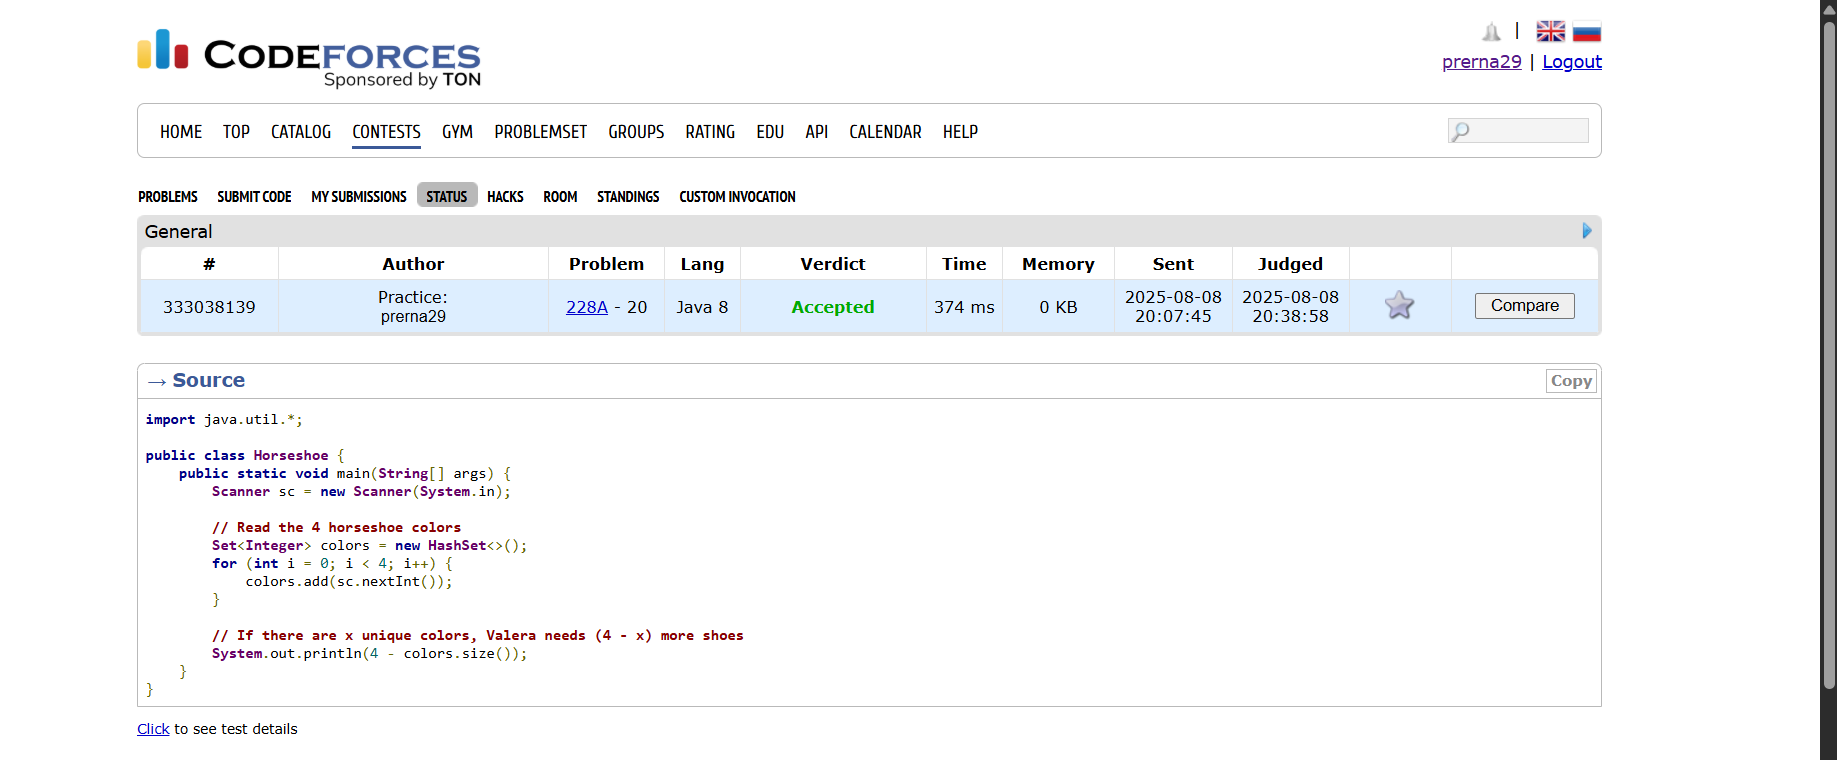 CODEFORCES
Sponsored by TON
|
prerna29 | Logout
HOME TOP CATALOG CONTESTS GYM PROBLEMSET GROUPS RATING EDU API CALENDAR HELP
PROBLEMS SUBMIT CODE MY SUBMISSIONS STATUS HACKS ROOM STANDINGS CUSTOM INVOCATION
General
# Author Problem Lang Verdict Time Memory Sent Judged
333038139 Practice: prerna29 228A - 20 Java 8 Accepted 374 ms 0 KB 2025-08-08 20:07:45 2025-08-08 20:38:58 Compare
→ Source Copy
import java.util.*;
public class Horseshoe {
    public static void main(String[] args) {
        Scanner sc = new Scanner(System.in);
        // Read the 4 horseshoe colors
        Set<Integer> colors = new HashSet<>();
        for (int i = 0; i < 4; i++) {
            colors.add(sc.nextInt());
        }
        // If there are x unique colors, Valera needs (4 - x) more shoes
        System.out.println(4 - colors.size());
    }
}
Click to see test details